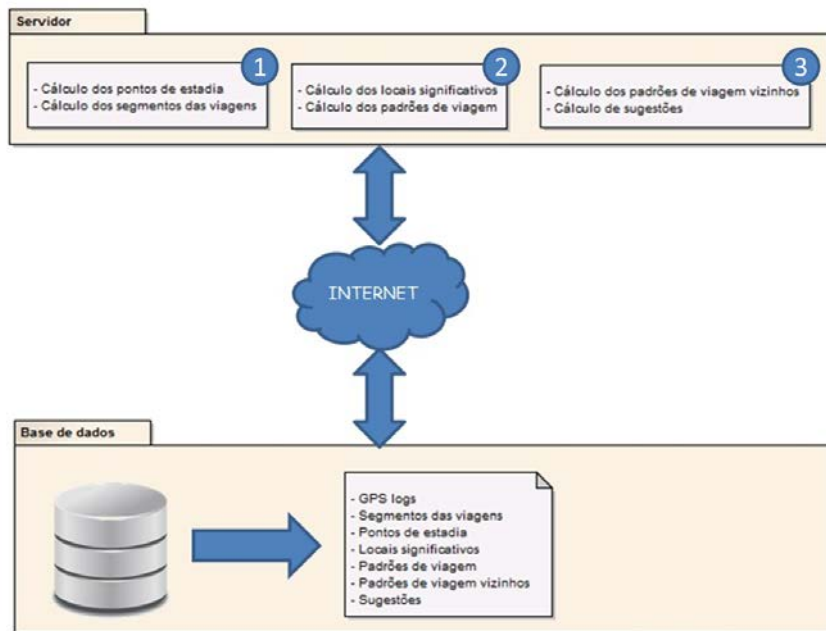 Servidor
1
- Cálculo dos pontos de estadia
- Cálculo dos segmentos das viagens
2
- Cálculo dos locais significativos
- Cálculo dos padrões de viagem
3
- Cálculo dos padrões de viagem vizinhos
- Cálculo de sugestões
INTERNET
Base de dados
- GPS logs
- Segmentos das viagens
- Pontos de estadia
- Locais significativos
- Padrões de viagem
- Padrões de viagem vizinhos
- Sugestões